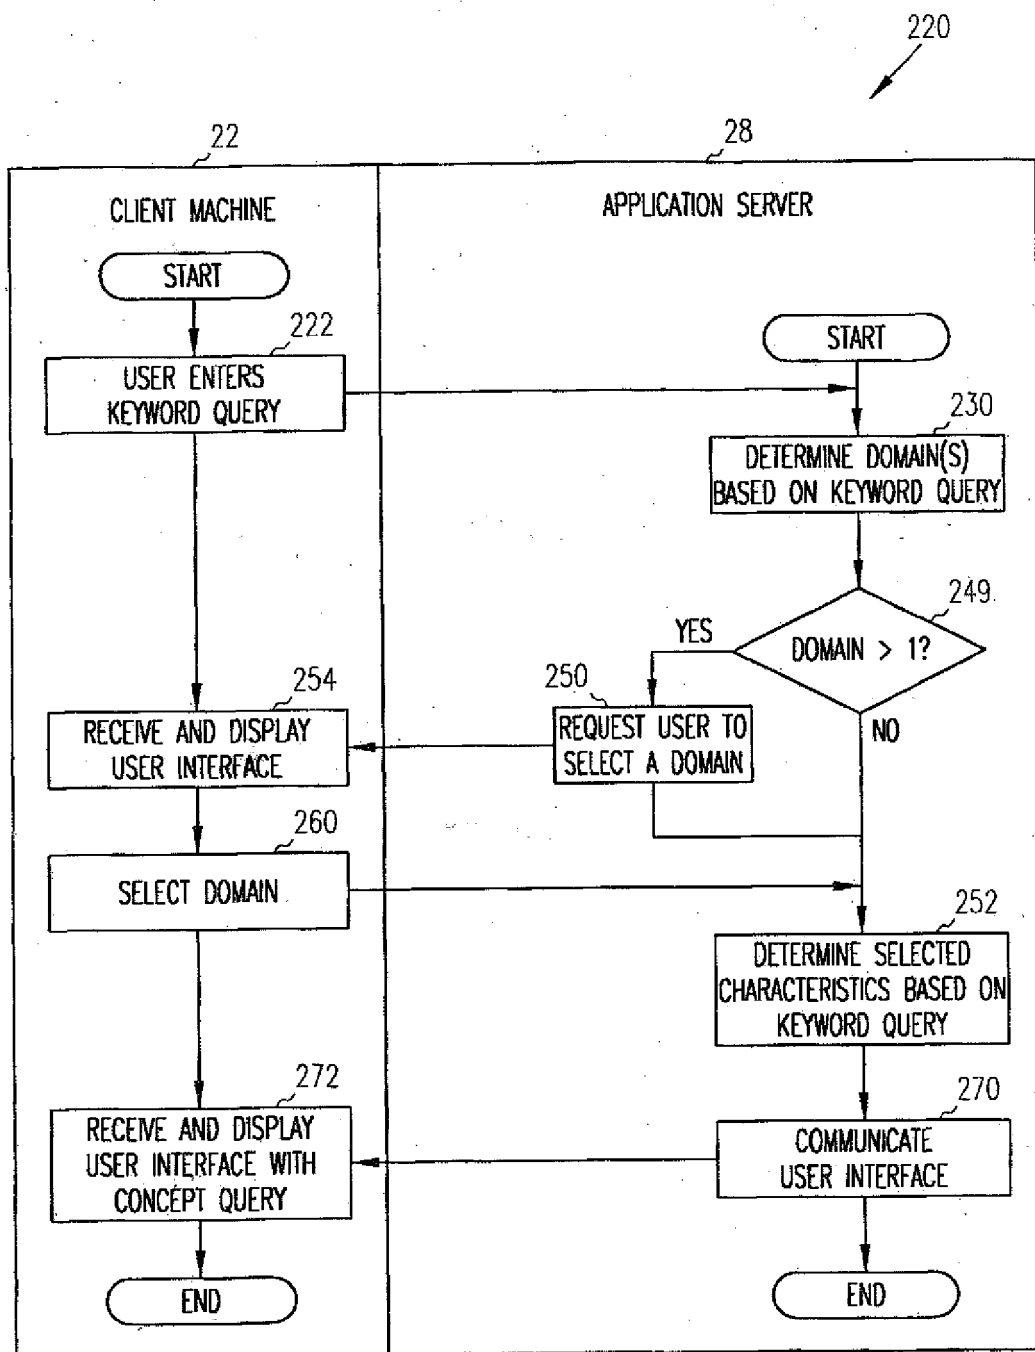 220
22
28
CLIENT MACHINE
APPLICATION SERVER
START
START
222
USER ENTERS
KEYWORD QUERY
230
DETERMINE DOMAIN(S)
BASED ON KEYWORD QUERY
249
DOMAIN > 1?
YES
NO
250
REQUEST USER TO
SELECT A DOMAIN
254
RECEIVE AND DISPLAY
USER INTERFACE
260
SELECT DOMAIN
252
DETERMINE SELECTED
CHARACTERISTICS BASED ON
KEYWORD QUERY
270
COMMUNICATE
USER INTERFACE
272
RECEIVE AND DISPLAY
USER INTERFACE WITH
CONCEPT QUERY
END
END